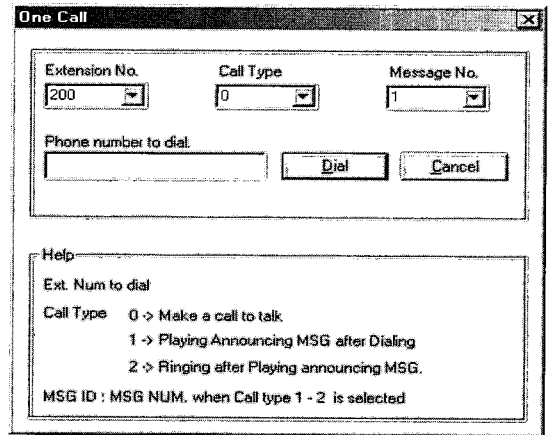 One Call
Extension No. Call Type Message No.
200 0 1
Phone number to dial.
Dial Cancel
Help
Ext. Num to dial
Call Type 0 -> Make a call to talk
1 -> Playing Announcing MSG after Dialing
2 -> Ringing after Playing announcing MSG.
MSG ID : MSG NUM. when Call type 1 - 2 is selected